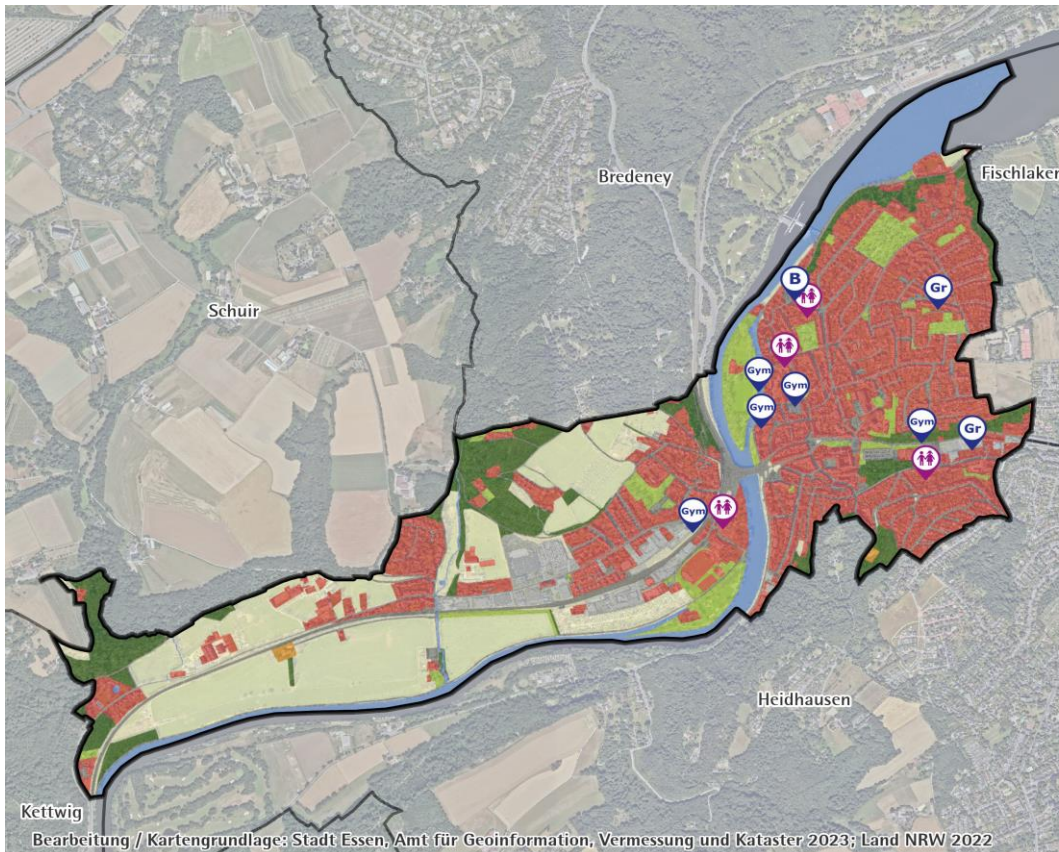 Bredeney
Fischlaken
Schuir
B
Gr
Gym
Gym
Gym
Gym
Gr
Gym
Heidhausen
Kettwig
Bearbeitung / Kartengrundlage: Stadt Essen, Amt für Geoinformation, Vermessung und Kataster 2023; Land NRW 2022